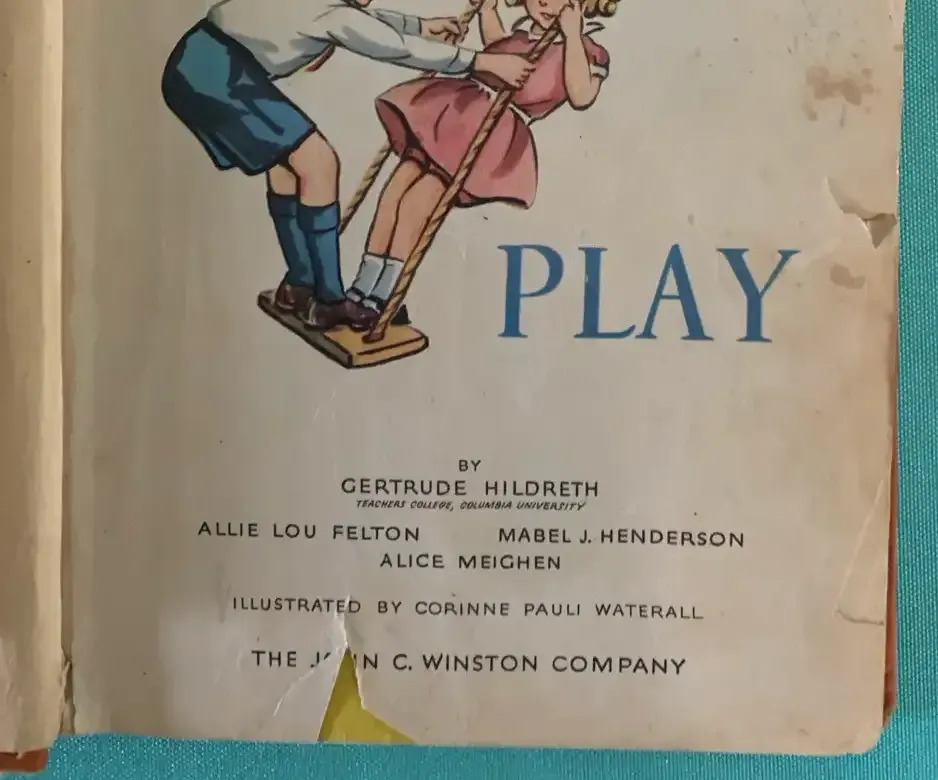 PLAY
BY
GERTRUDE HILDRETH
TEACHERS COLLEGE, COLUMBIA UNIVERSITY
ALLIE LOU FELTON MABEL J. HENDERSON
ALICE MEIGHEN
ILLUSTRATED BY CORINNE PAULI WATERALL
THE C. WINSTON COMPANY